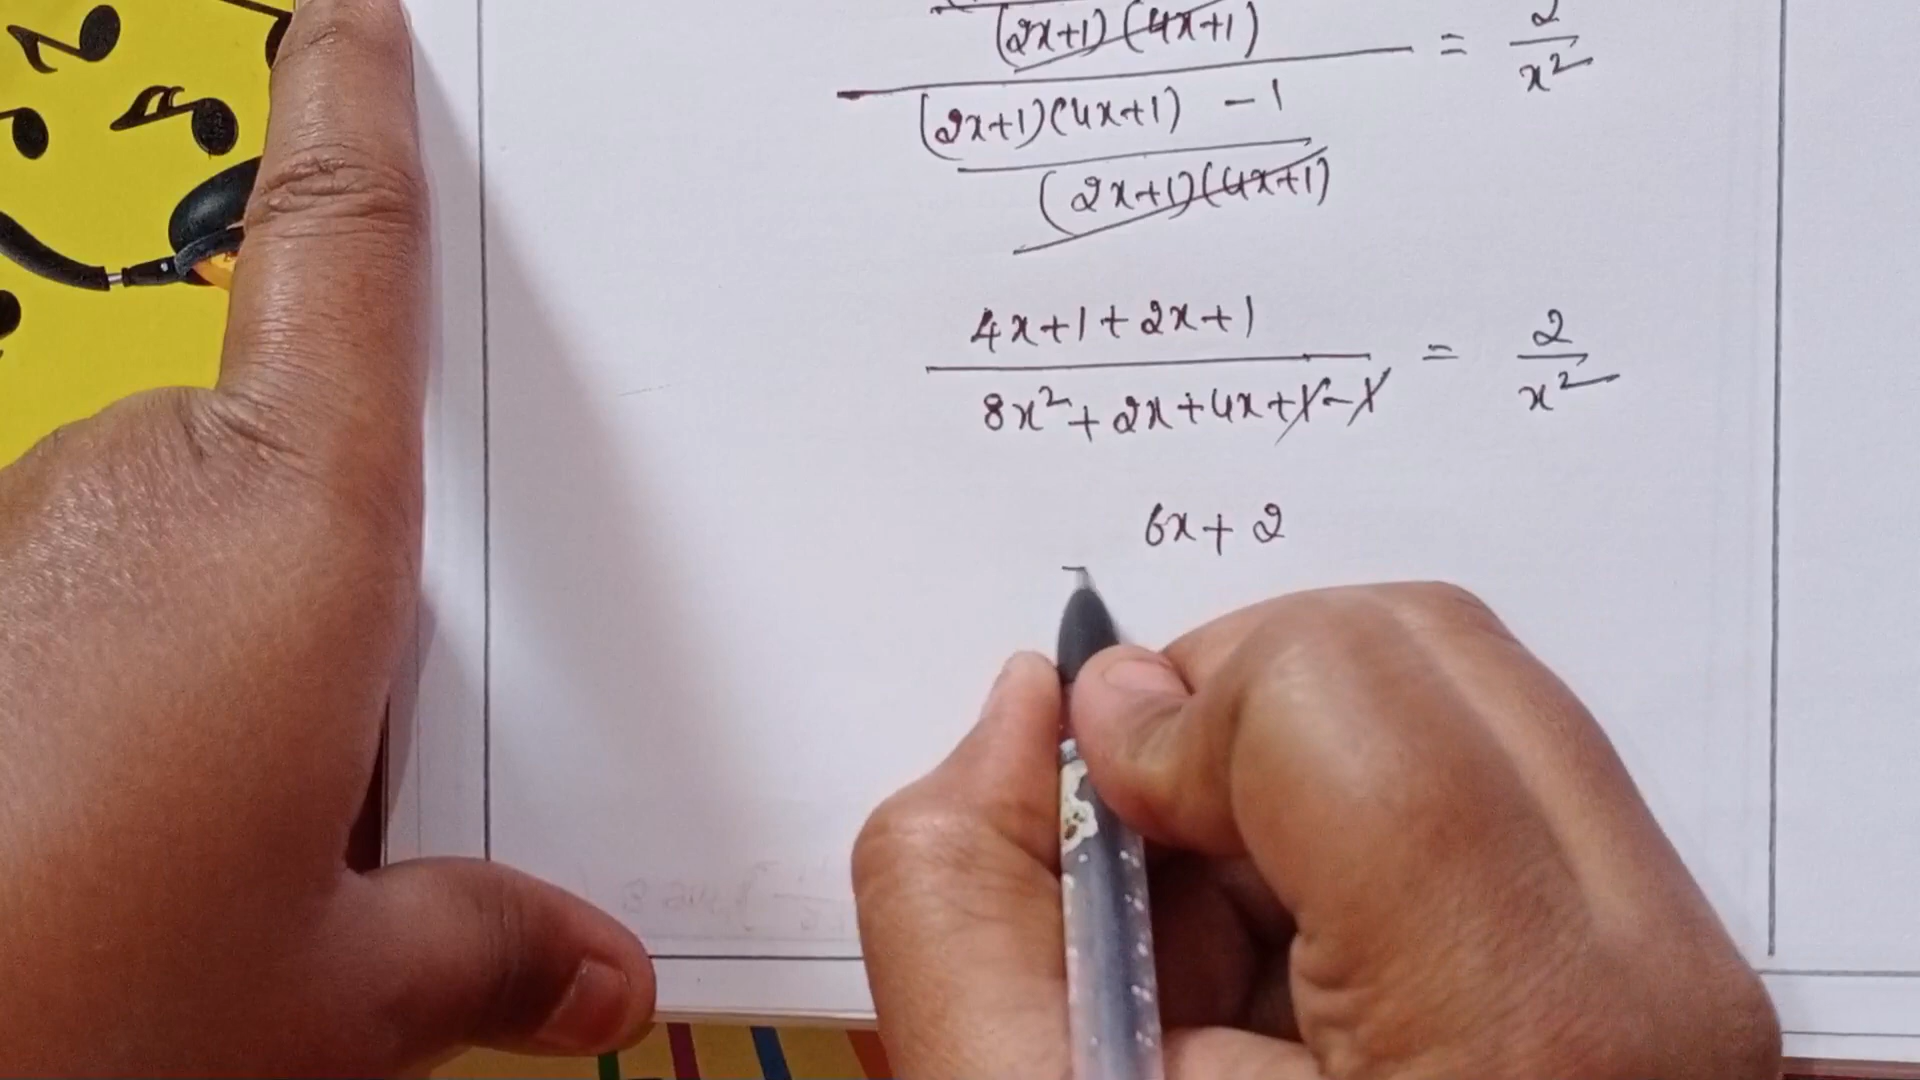 (2x+1)(4x+1)
= 2/x²
(2x+1)(4x+1) - 1
(2x+1)(4x+1)
4x+1+2x+1
= 2/x²
8x²+2x+4x+1-1
6x+2